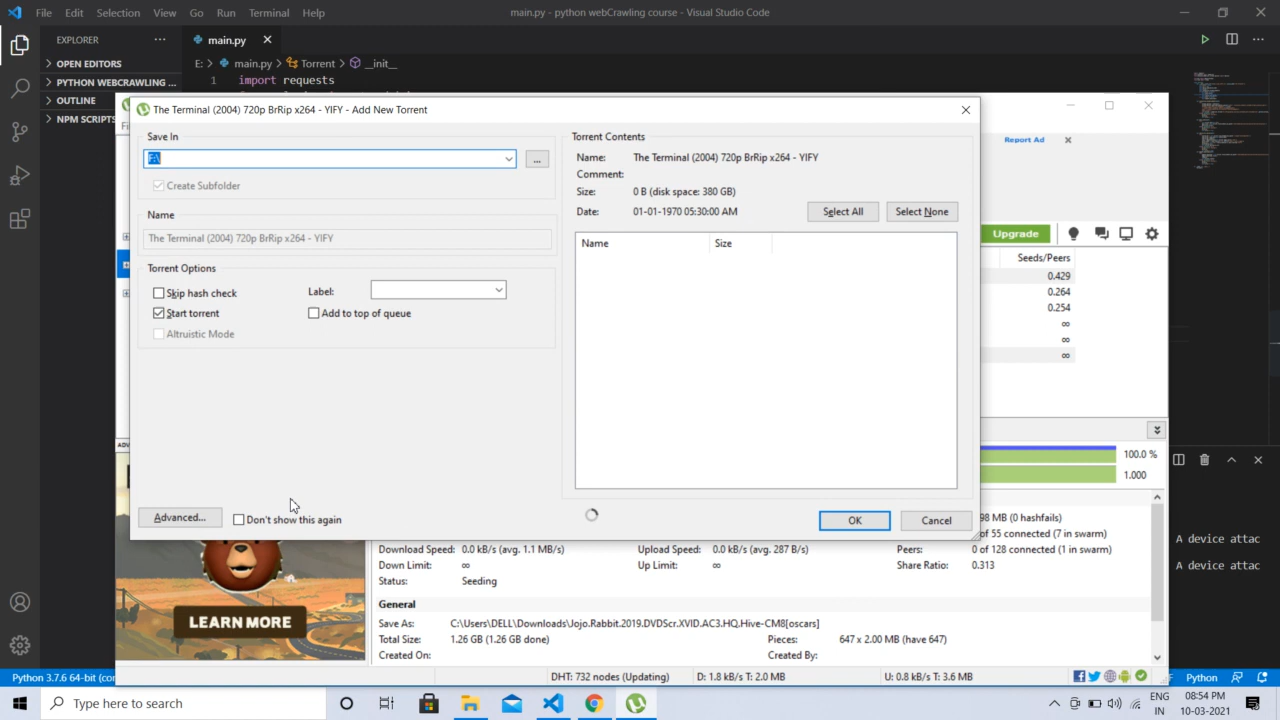 File Edit Selection View Go Run Terminal Help
main.py - python webCrawling course - Visual Studio Code
EXPLORER
main.py
OPEN EDITORS
E: > main.py > Torrent > __init__
PYTHON WEBCRAWLING ...
1 import requests
OUTLINE
NPM SCRIPTS
The Terminal (2004) 720p BrRip x264 - YIFY - Add New Torrent
Save In
F:\
...
Create Subfolder
Name
The Terminal (2004) 720p BrRip x264 - YIFY
Torrent Options
Skip hash check
Label:
Start torrent
Add to top of queue
Altruistic Mode
Advanced...
Don't show this again
Torrent Contents
Name: The Terminal (2004) 720p BrRip x264 - YIFY
Comment:
Size: 0 B (disk space: 380 GB)
Date: 01-01-1970 05:30:00 AM
Select All
Select None
Name Size
OK
Cancel
Report Ad
Upgrade
Seeds/Peers
0.429
0.264
0.254
∞
∞
∞
100.0 %
1.000
98 MB (0 hashfails)
of 55 connected (7 in swarm)
Download Speed: 0.0 kB/s (avg. 1.1 MB/s)
Upload Speed: 0.0 kB/s (avg. 287 B/s)
Peers: 0 of 128 connected (1 in swarm)
Down Limit: ∞
Up Limit: ∞
Share Ratio: 0.313
Status: Seeding
General
Save As: C:\Users\DELL\Downloads\Jojo.Rabbit.2019.DVDScr.XVID.AC3.HQ.Hive-CM8[oscars]
Total Size: 1.26 GB (1.26 GB done)
Pieces: 647 x 2.00 MB (have 647)
Created On:
Created By:
LEARN MORE
A device attac
A device attac
DHT: 732 nodes (Updating)
D: 1.8 kB/s T: 2.0 MB
U: 0.8 kB/s T: 3.6 MB
Python 3.7.6 64-bit (cor
Python
Type here to search
ENG
IN
08:54 PM
10-03-2021